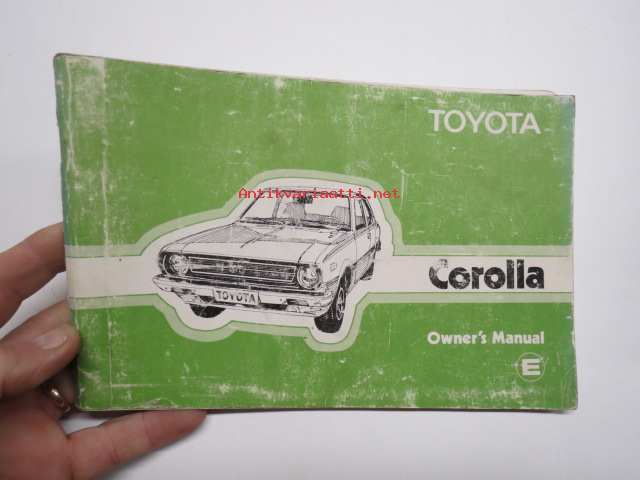 TOYOTA
Antikvariaatti.net
Corolla
TOYOTA
Owner's Manual
E